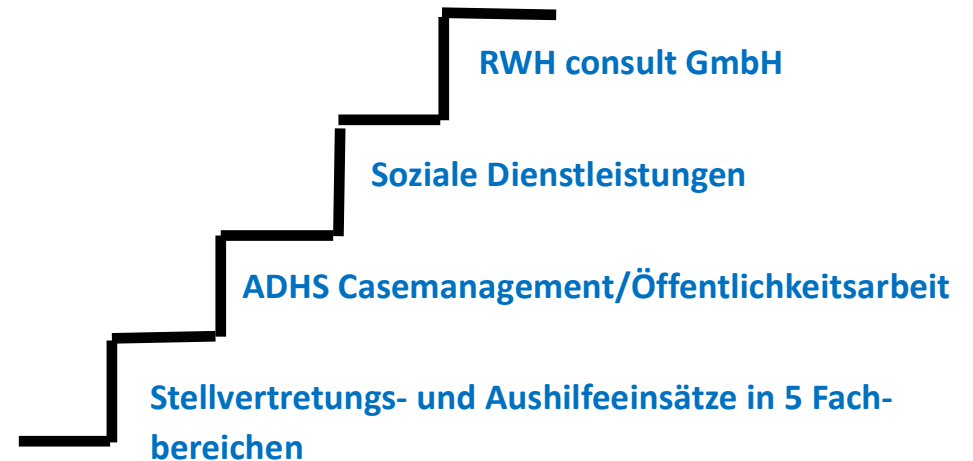 RWH consult GmbH
Soziale Dienstleistungen
ADHS Casemanagement/Öffentlichkeitsarbeit
Stellvertretungs- und Aushilfeeinsätze in 5 Fach-
bereichen